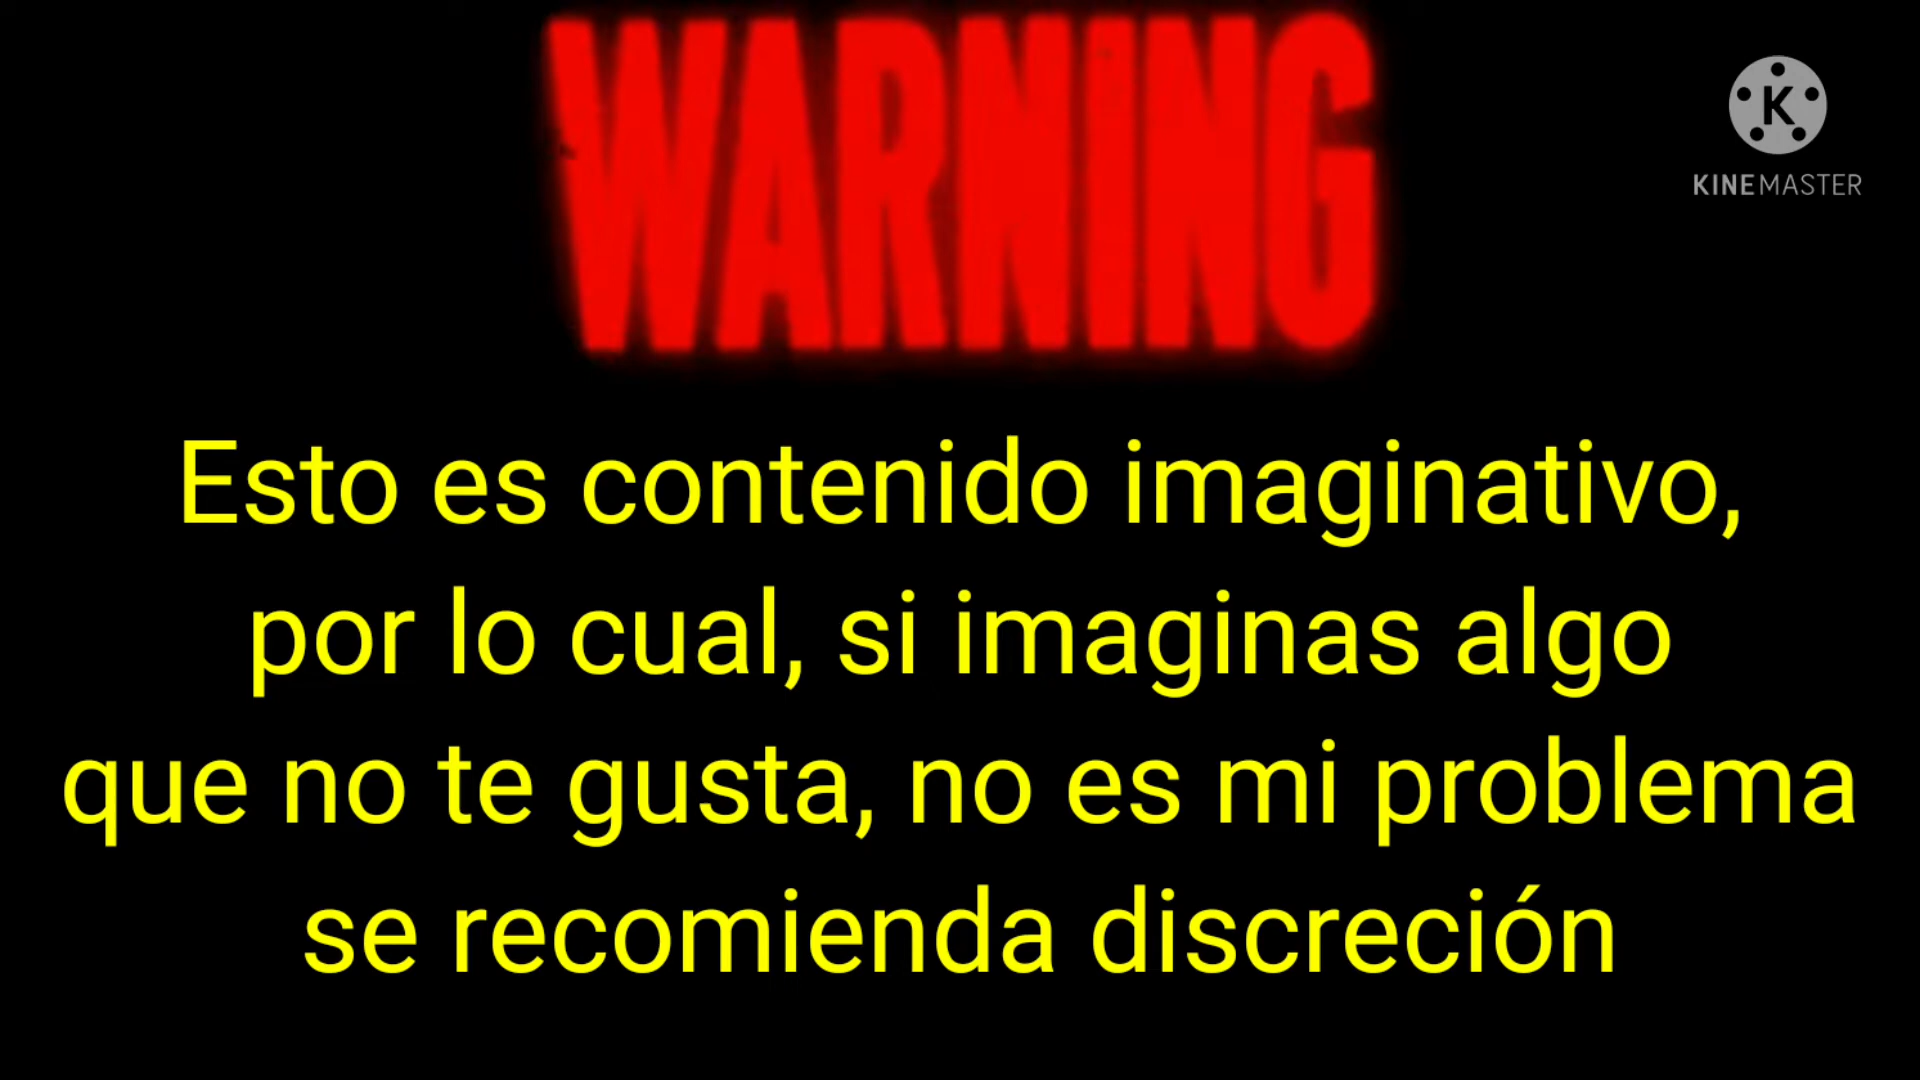 WARNING
KINEMASTER
Esto es contenido imaginativo,
por lo cual, si imaginas algo
que no te gusta, no es mi problema
se recomienda discreción